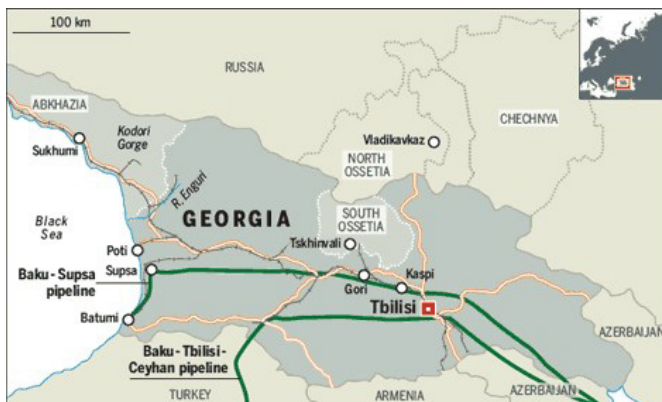 100 km
RUSSIA
ABKHAZIA
Kodori
Gorge
CHECHNYA
Sukhumi
Vladikavkaz
NORTH
OSSETIA
R. Enguri
SOUTH
OSSETIA
GEORGIA
Black
Sea
Tskhinvali
Poti
Supsa
Kaspi
Baku-Supsa
pipeline
Gori
Tbilisi
Batumi
AZERBAIJAN
Baku-Tbilisi-
Ceyhan pipeline
TURKEY
ARMENIA
AZERBAIJAN